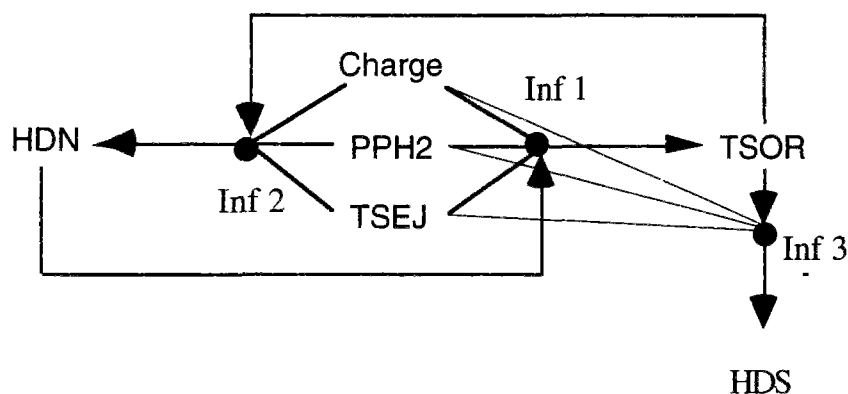 Charge
Inf 1
HDN
PPH2
TSOR
Inf 2
TSEJ
Inf 3
HDS